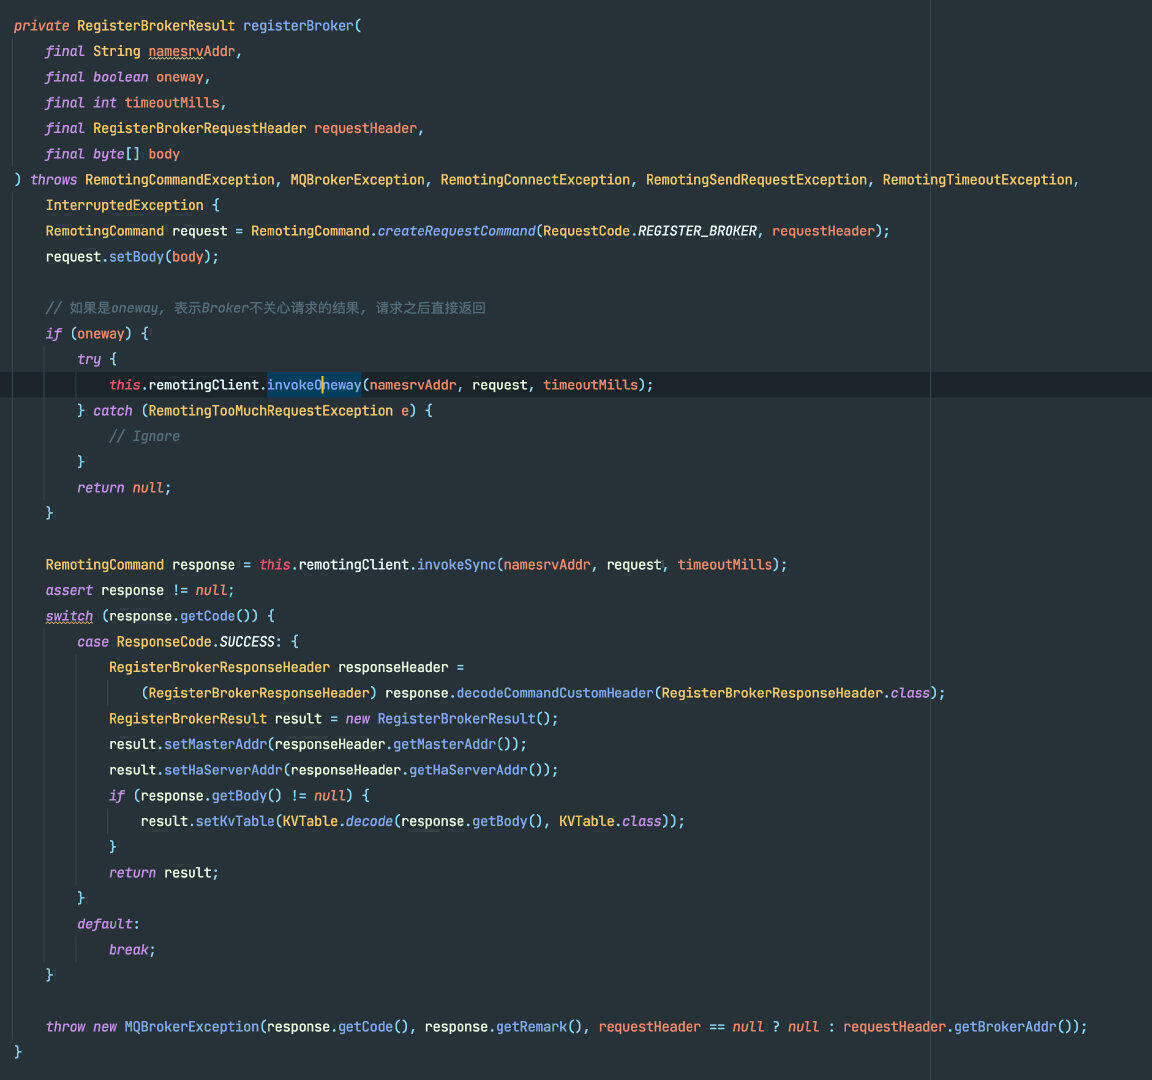 private RegisterBrokerResult registerBroker(
    final String namesrvAddr,
    final boolean oneway,
    final int timeoutMills,
    final RegisterBrokerRequestHeader requestHeader,
    final byte[] body
) throws RemotingCommandException, MQBrokerException, RemotingConnectException, RemotingSendRequestException, RemotingTimeoutException,
    InterruptedException {
    RemotingCommand request = RemotingCommand.createRequestCommand(RequestCode.REGISTER_BROKER, requestHeader);
    request.setBody(body);

    // 如果是oneway, 表示Broker不关心请求的结果, 请求之后直接返回
    if (oneway) {
        try {
            this.remotingClient.invokeOneway(namesrvAddr, request, timeoutMills);
        } catch (RemotingTooMuchRequestException e) {
            // Ignore
        }
        return null;
    }

    RemotingCommand response = this.remotingClient.invokeSync(namesrvAddr, request, timeoutMills);
    assert response != null;
    switch (response.getCode()) {
        case ResponseCode.SUCCESS: {
            RegisterBrokerResponseHeader responseHeader =
                (RegisterBrokerResponseHeader) response.decodeCommandCustomHeader(RegisterBrokerResponseHeader.class);
            RegisterBrokerResult result = new RegisterBrokerResult();
            result.setMasterAddr(responseHeader.getMasterAddr());
            result.setHaServerAddr(responseHeader.getHaServerAddr());
            if (response.getBody() != null) {
                result.setKvTable(KVTable.decode(response.getBody(), KVTable.class));
            }
            return result;
        }
        default:
            break;
    }

    throw new MQBrokerException(response.getCode(), response.getRemark(), requestHeader == null ? null : requestHeader.getBrokerAddr());
}